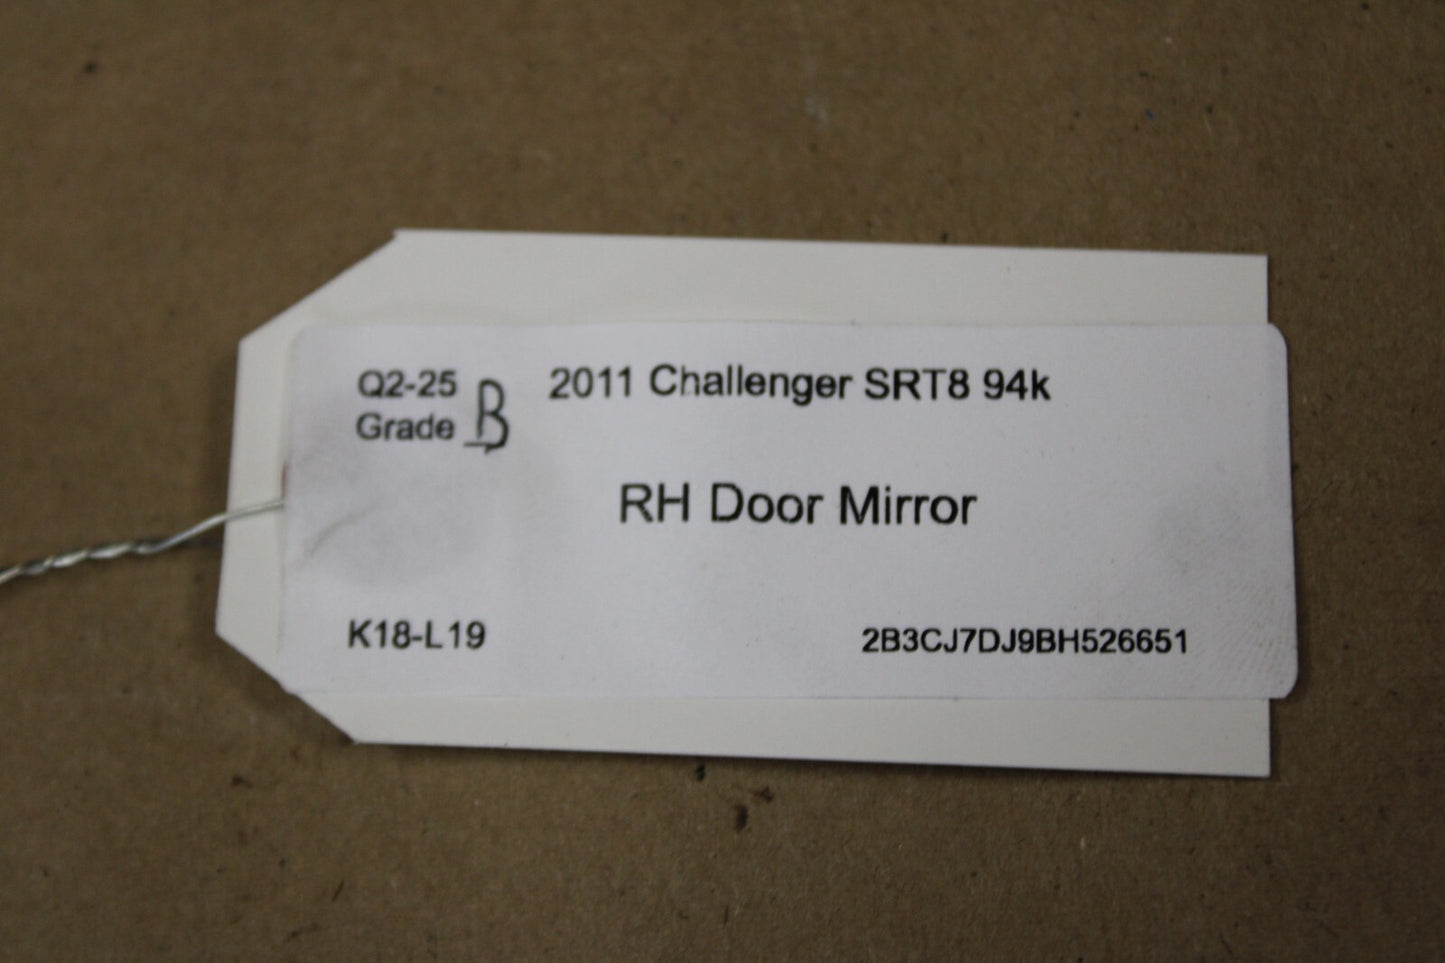 Q2-25 2011 Challenger SRT8 94k
Grade B
RH Door Mirror
K18-L19 2B3CJ7DJ9BH526651